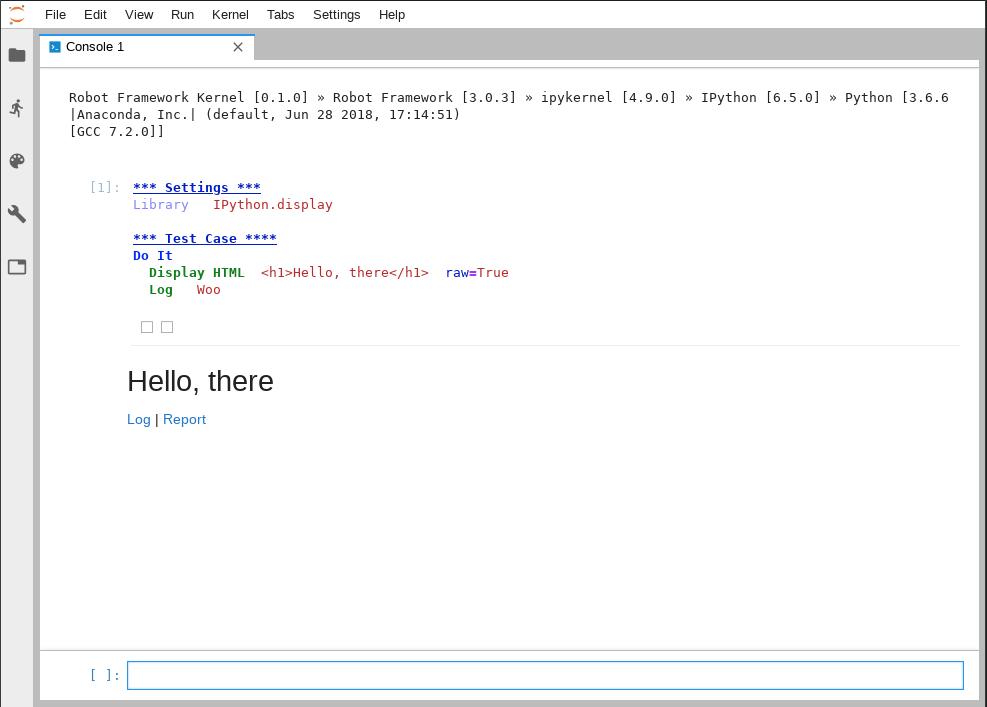 File Edit View Run Kernel Tabs Settings Help
Console 1
Robot Framework Kernel [0.1.0] » Robot Framework [3.0.3] » ipykernel [4.9.0] » IPython [6.5.0] » Python [3.6.6
|Anaconda, Inc.| (default, Jun 28 2018, 17:14:51)
[GCC 7.2.0]]
[1]: *** Settings ***
Library   IPython.display
*** Test Case ****
Do It
  Display HTML  <h1>Hello, there</h1>  raw=True
  Log   Woo
Hello, there
Log | Report
[ ]: